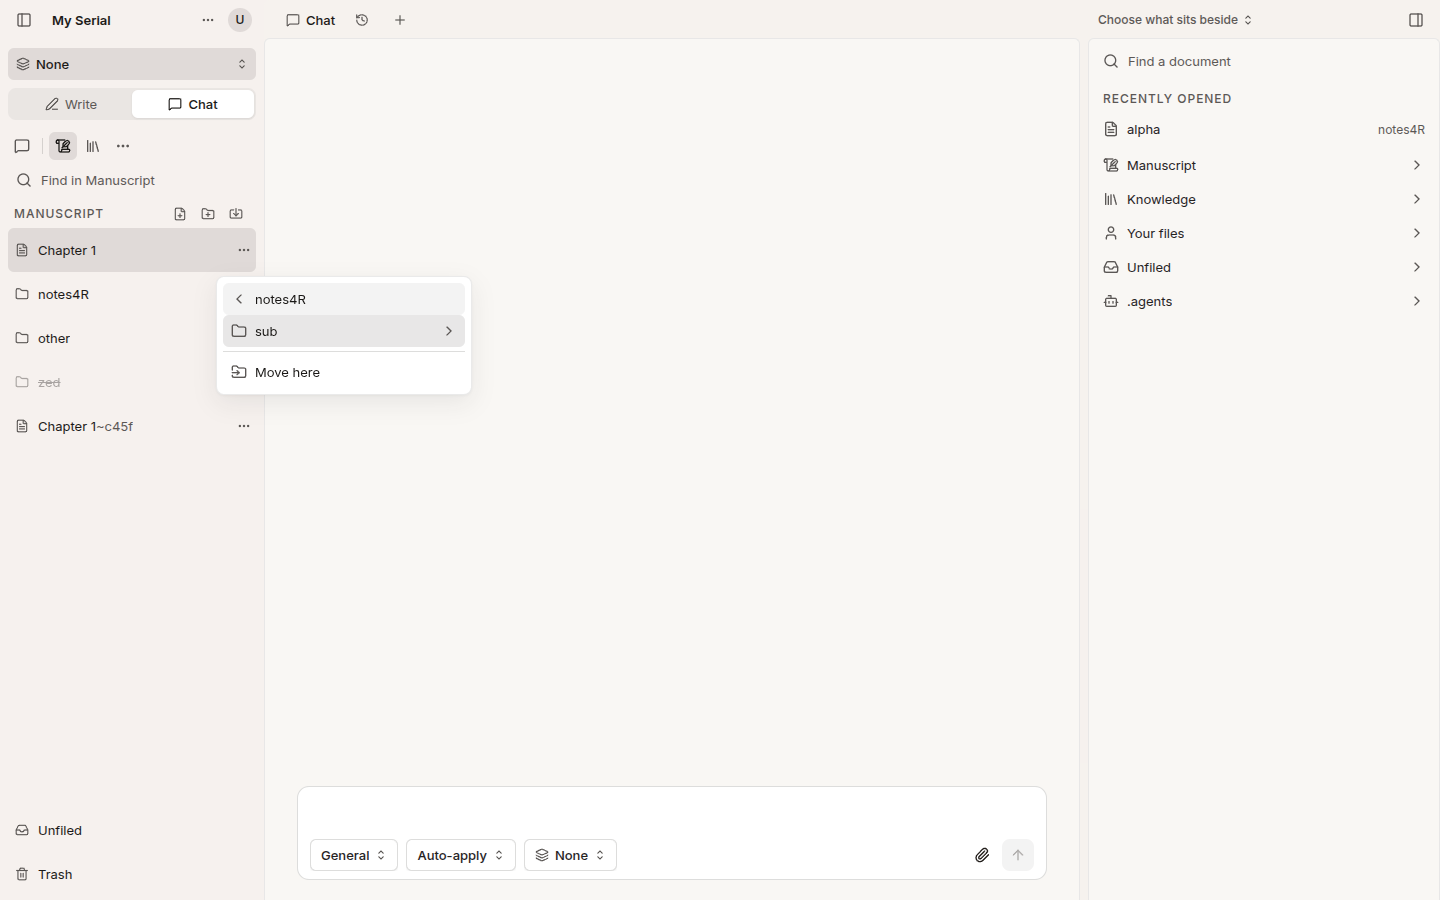 My Serial
U
None
Write
Chat
Find in Manuscript
MANUSCRIPT
Chapter 1
notes4R
other
zed
Chapter 1~c45f
Unfiled
Trash
Chat
notes4R
sub
Move here
General
Auto-apply
None
Choose what sits beside
Find a document
RECENTLY OPENED
alpha notes4R
Manuscript
Knowledge
Your files
Unfiled
.agents